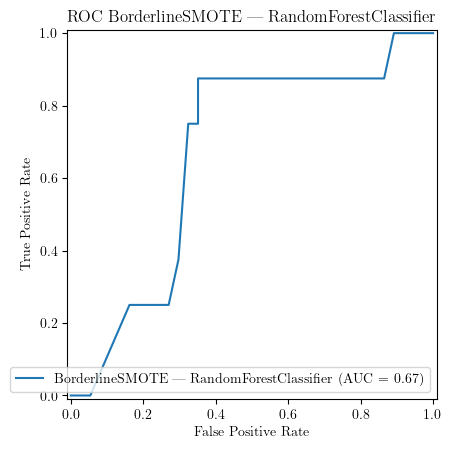 ROC BorderlineSMOTE — RandomForestClassifier
True Positive Rate
1.0
0.8
0.6
0.4
0.2
0.0
BorderlineSMOTE — RandomForestClassifier (AUC = 0.67)
0.0 0.2 0.4 0.6 0.8 1.0
False Positive Rate